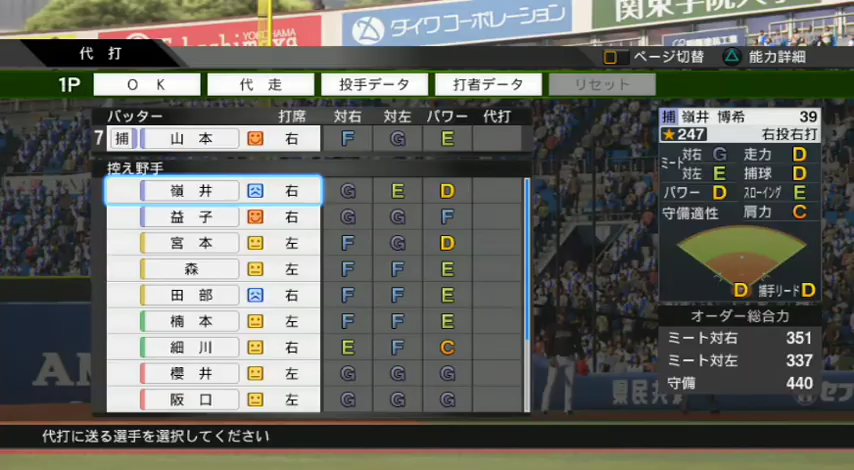 Takashimaya
YOKOHAMA
ダイワコーポレーション
関東学院大
代 打
ページ切替
能力詳細
1P
O K
代 走
投手データ
打者データ
リセット
バッター 打席 対右 対左 パワー 代打
7 捕 山 本 右 F G E
控え野手
嶺 井 右 G E D
益 子 右 G G F
宮 本 左 F G D
森 左 F F E
田 部 右 F F E
楠 本 左 F F E
細 川 右 E F C
櫻 井 左 G G G
阪 口 左 G G G
捕 嶺井 博希 39
★247 右投右打
ミート 対右 G 走力 D
対左 E 捕球 D
パワー D スローイング E
守備適性 肩力 C
D 捕手リード D
オーダー総合力
ミート対右 351
ミート対左 337
守備 440
県民共
セブ
代打に送る選手を選択してください